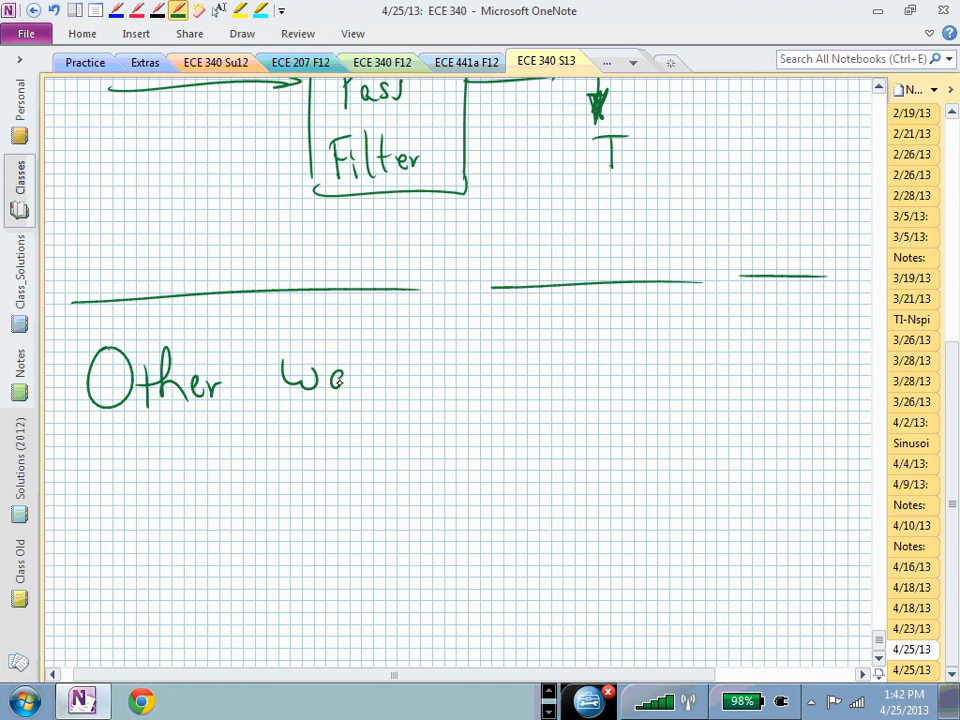 4/25/13: ECE 340 - Microsoft OneNote
File Home Insert Share Draw Review View
Practice Extras ECE 340 Su12 ECE 207 F12 ECE 340 F12 ECE 441a F12 ECE 340 S13 ... Search All Notebooks (Ctrl+E)
Personal
Classes
Class_Solutions
Notes
Solutions (2012)
Class Old
Pass
Filter
T
Other
N...
2/19/13
2/21/13
2/26/13
2/26/13
2/28/13
3/5/13:
3/5/13:
Notes:
3/19/13
3/21/13
TI-Nspi
3/26/13
3/28/13
3/28/13
3/26/13
4/2/13:
Sinusoi
4/4/13:
4/9/13:
Notes:
4/10/13
Notes:
4/16/13
4/18/13
4/18/13
4/23/13
4/25/13
4/25/13
98%
1:42 PM
4/25/2013